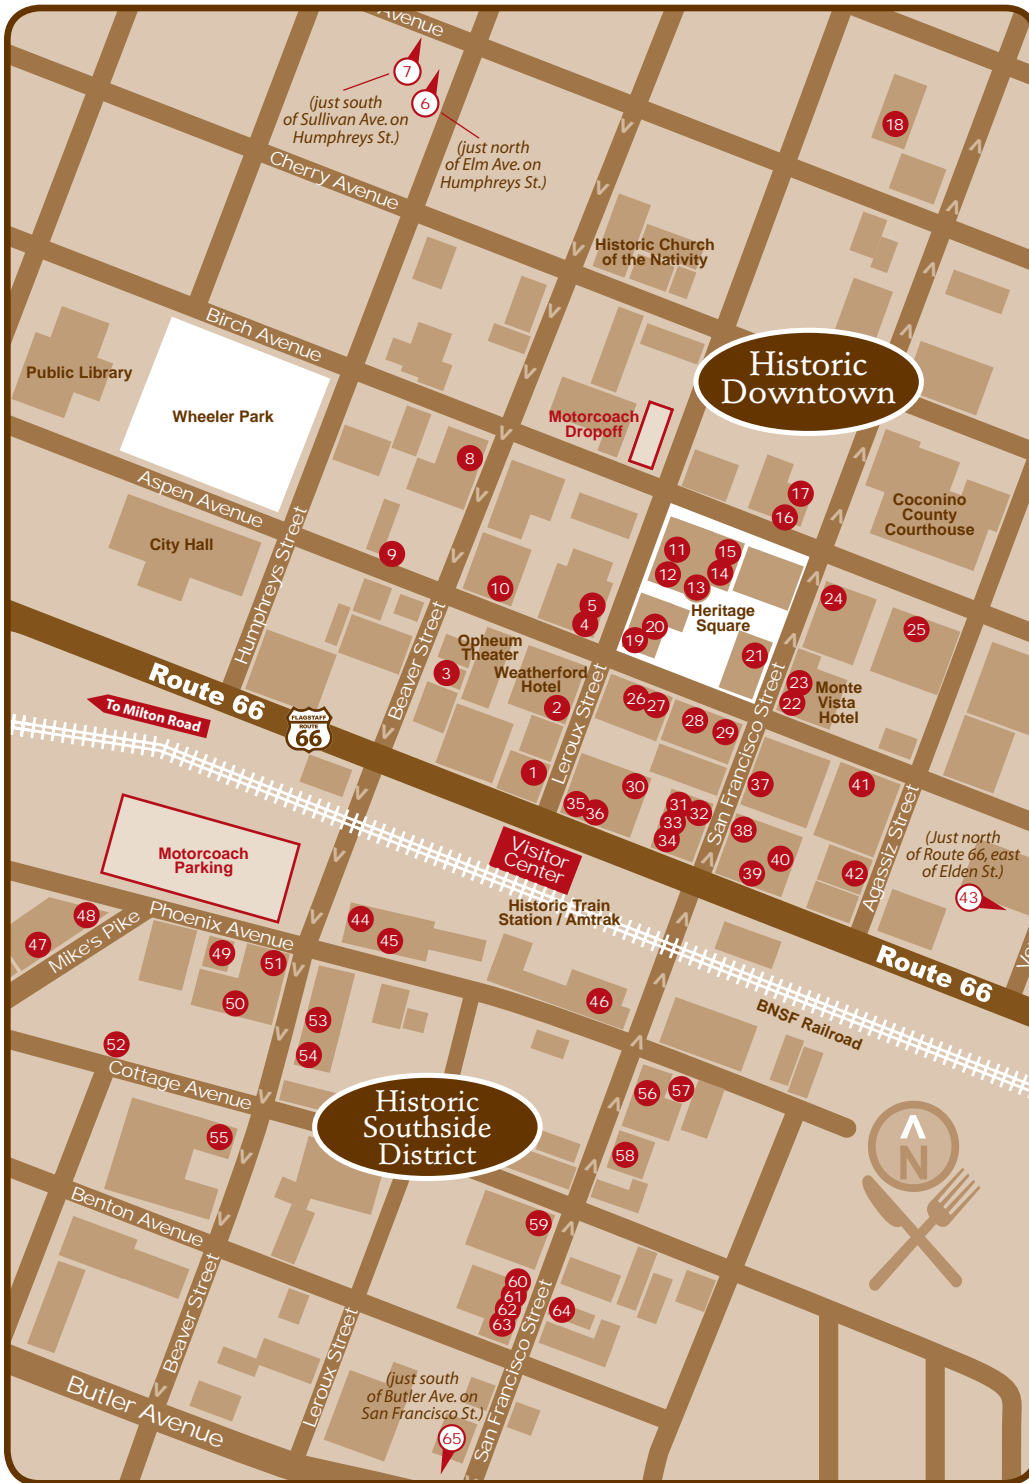 Avenue
7
(just south
of Sullivan Ave. on
Humphreys St.)
6
(just north
of Elm Ave. on
Humphreys St.)
18
Cherry Avenue
Historic Church
of the Nativity
Birch Avenue
Public Library
Wheeler Park
Historic
Downtown
Motorcoach
Dropoff
8
17
16
Coconino
County
Courthouse
Aspen Avenue
City Hall
9
10
11
15
12
14
13
Heritage
Square
5
4
20
19
21
24
25
Humphreys Street
Beaver Street
Opheum
Theater
3
Weatherford
Hotel
2
Leroux Street
26
27
28
29
San Francisco Street
23
22
Monte
Vista
Hotel
Route 66
FLAGSTAFF
ROUTE
66
To Milton Road
1
30
35
36
31
32
33
34
37
38
39
40
41
42
Agassiz Street
(Just north
of Route 66, east
of Elden St.)
43
Visitor
Center
Historic Train
Station / Amtrak
Motorcoach
Parking
Route 66
BNSF Railroad
48
47
Mike's Pike
Phoenix Avenue
44
45
49
51
50
46
53
54
52
Cottage Avenue
Historic
Southside
District
56
57
58
55
N
Benton Avenue
59
60
61
62
63
64
Beaver Street
Leroux Street
San Francisco Street
Butler Avenue
(just south
of Butler Ave. on
San Francisco St.)
65